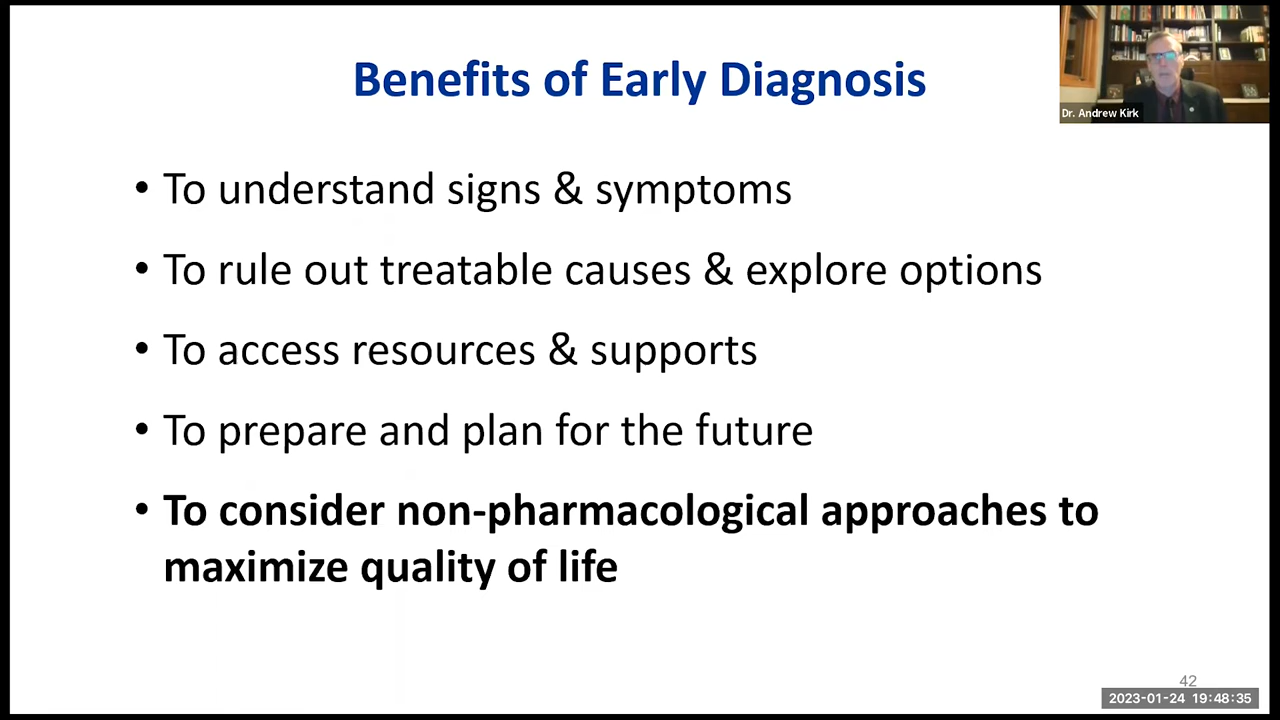 Benefits of Early Diagnosis
Dr. Andrew Kirk
• To understand signs & symptoms
• To rule out treatable causes & explore options
• To access resources & supports
• To prepare and plan for the future
• To consider non-pharmacological approaches to
maximize quality of life
42
2023-01-24 19:48:35